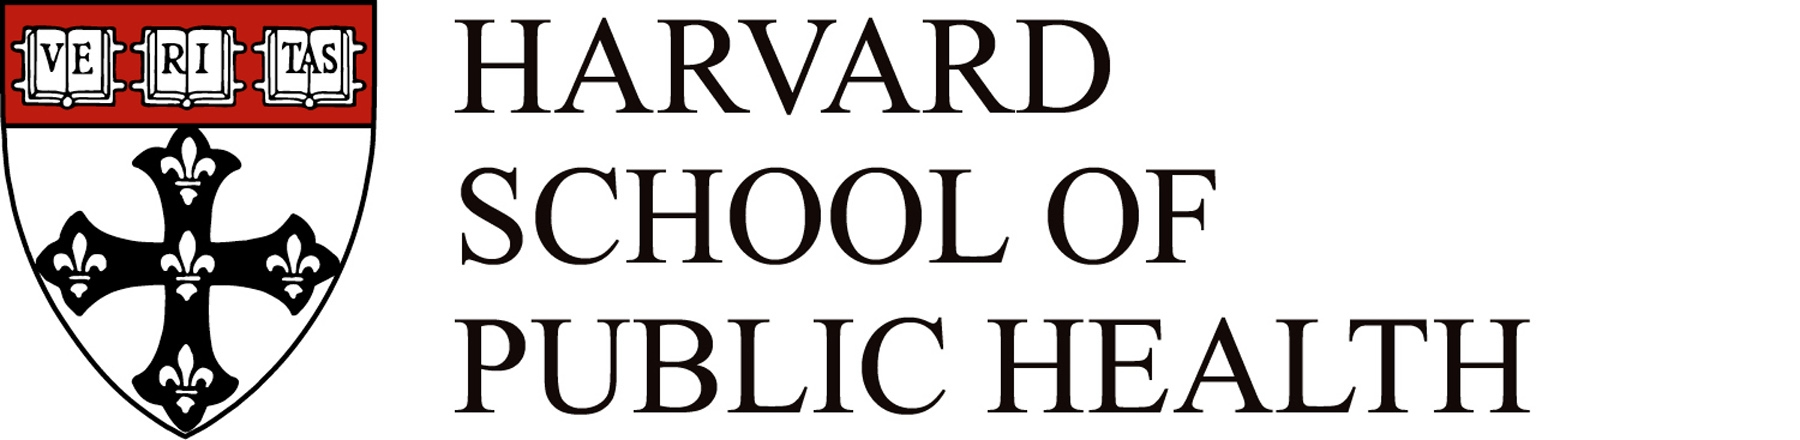 VE RI TAS
HARVARD
SCHOOL OF
PUBLIC HEALTH